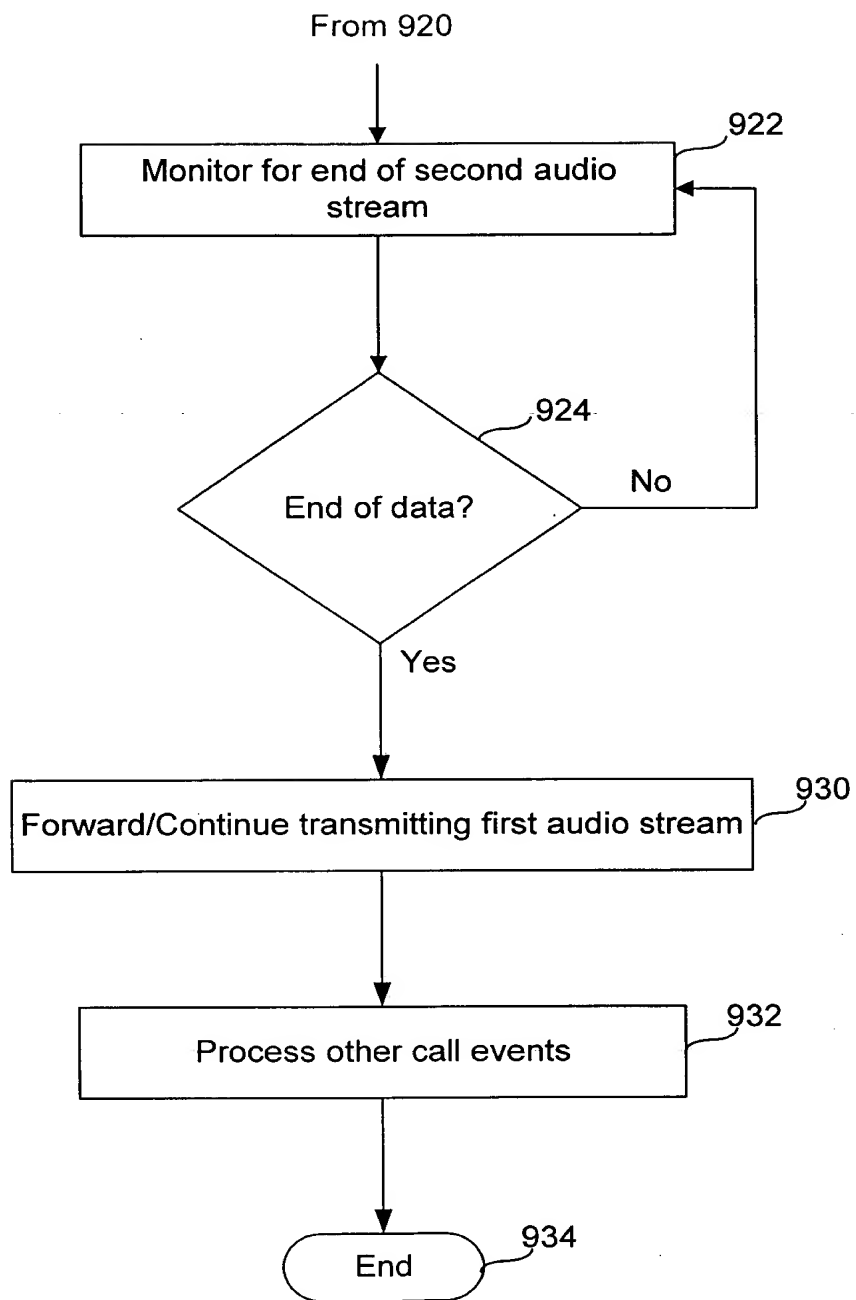 From 920
922
Monitor for end of second audio
stream
924
End of data?
No
Yes
930
Forward/Continue transmitting first audio stream
932
Process other call events
934
End